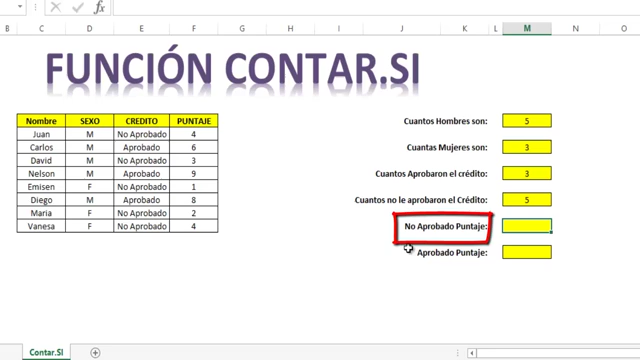 fx
B C D E F G H I J K L M N O
FUNCIÓN CONTAR.SI
Nombre SEXO CREDITO PUNTAJE
Juan M No Aprobado 4
Carlos M Aprobado 6
David M No Aprobado 3
Nelson M Aprobado 9
Emisen F No Aprobado 1
Diego M Aprobado 8
Maria F No Aprobado 2
Vanesa F No Aprobado 4
Cuantos Hombres son: 5
Cuantas Mujeres son: 3
Cuantos Aprobaron el crédito: 3
Cuantos no le aprobaron el Crédito: 5
No Aprobado Puntaje:
Aprobado Puntaje:
Contar.SI